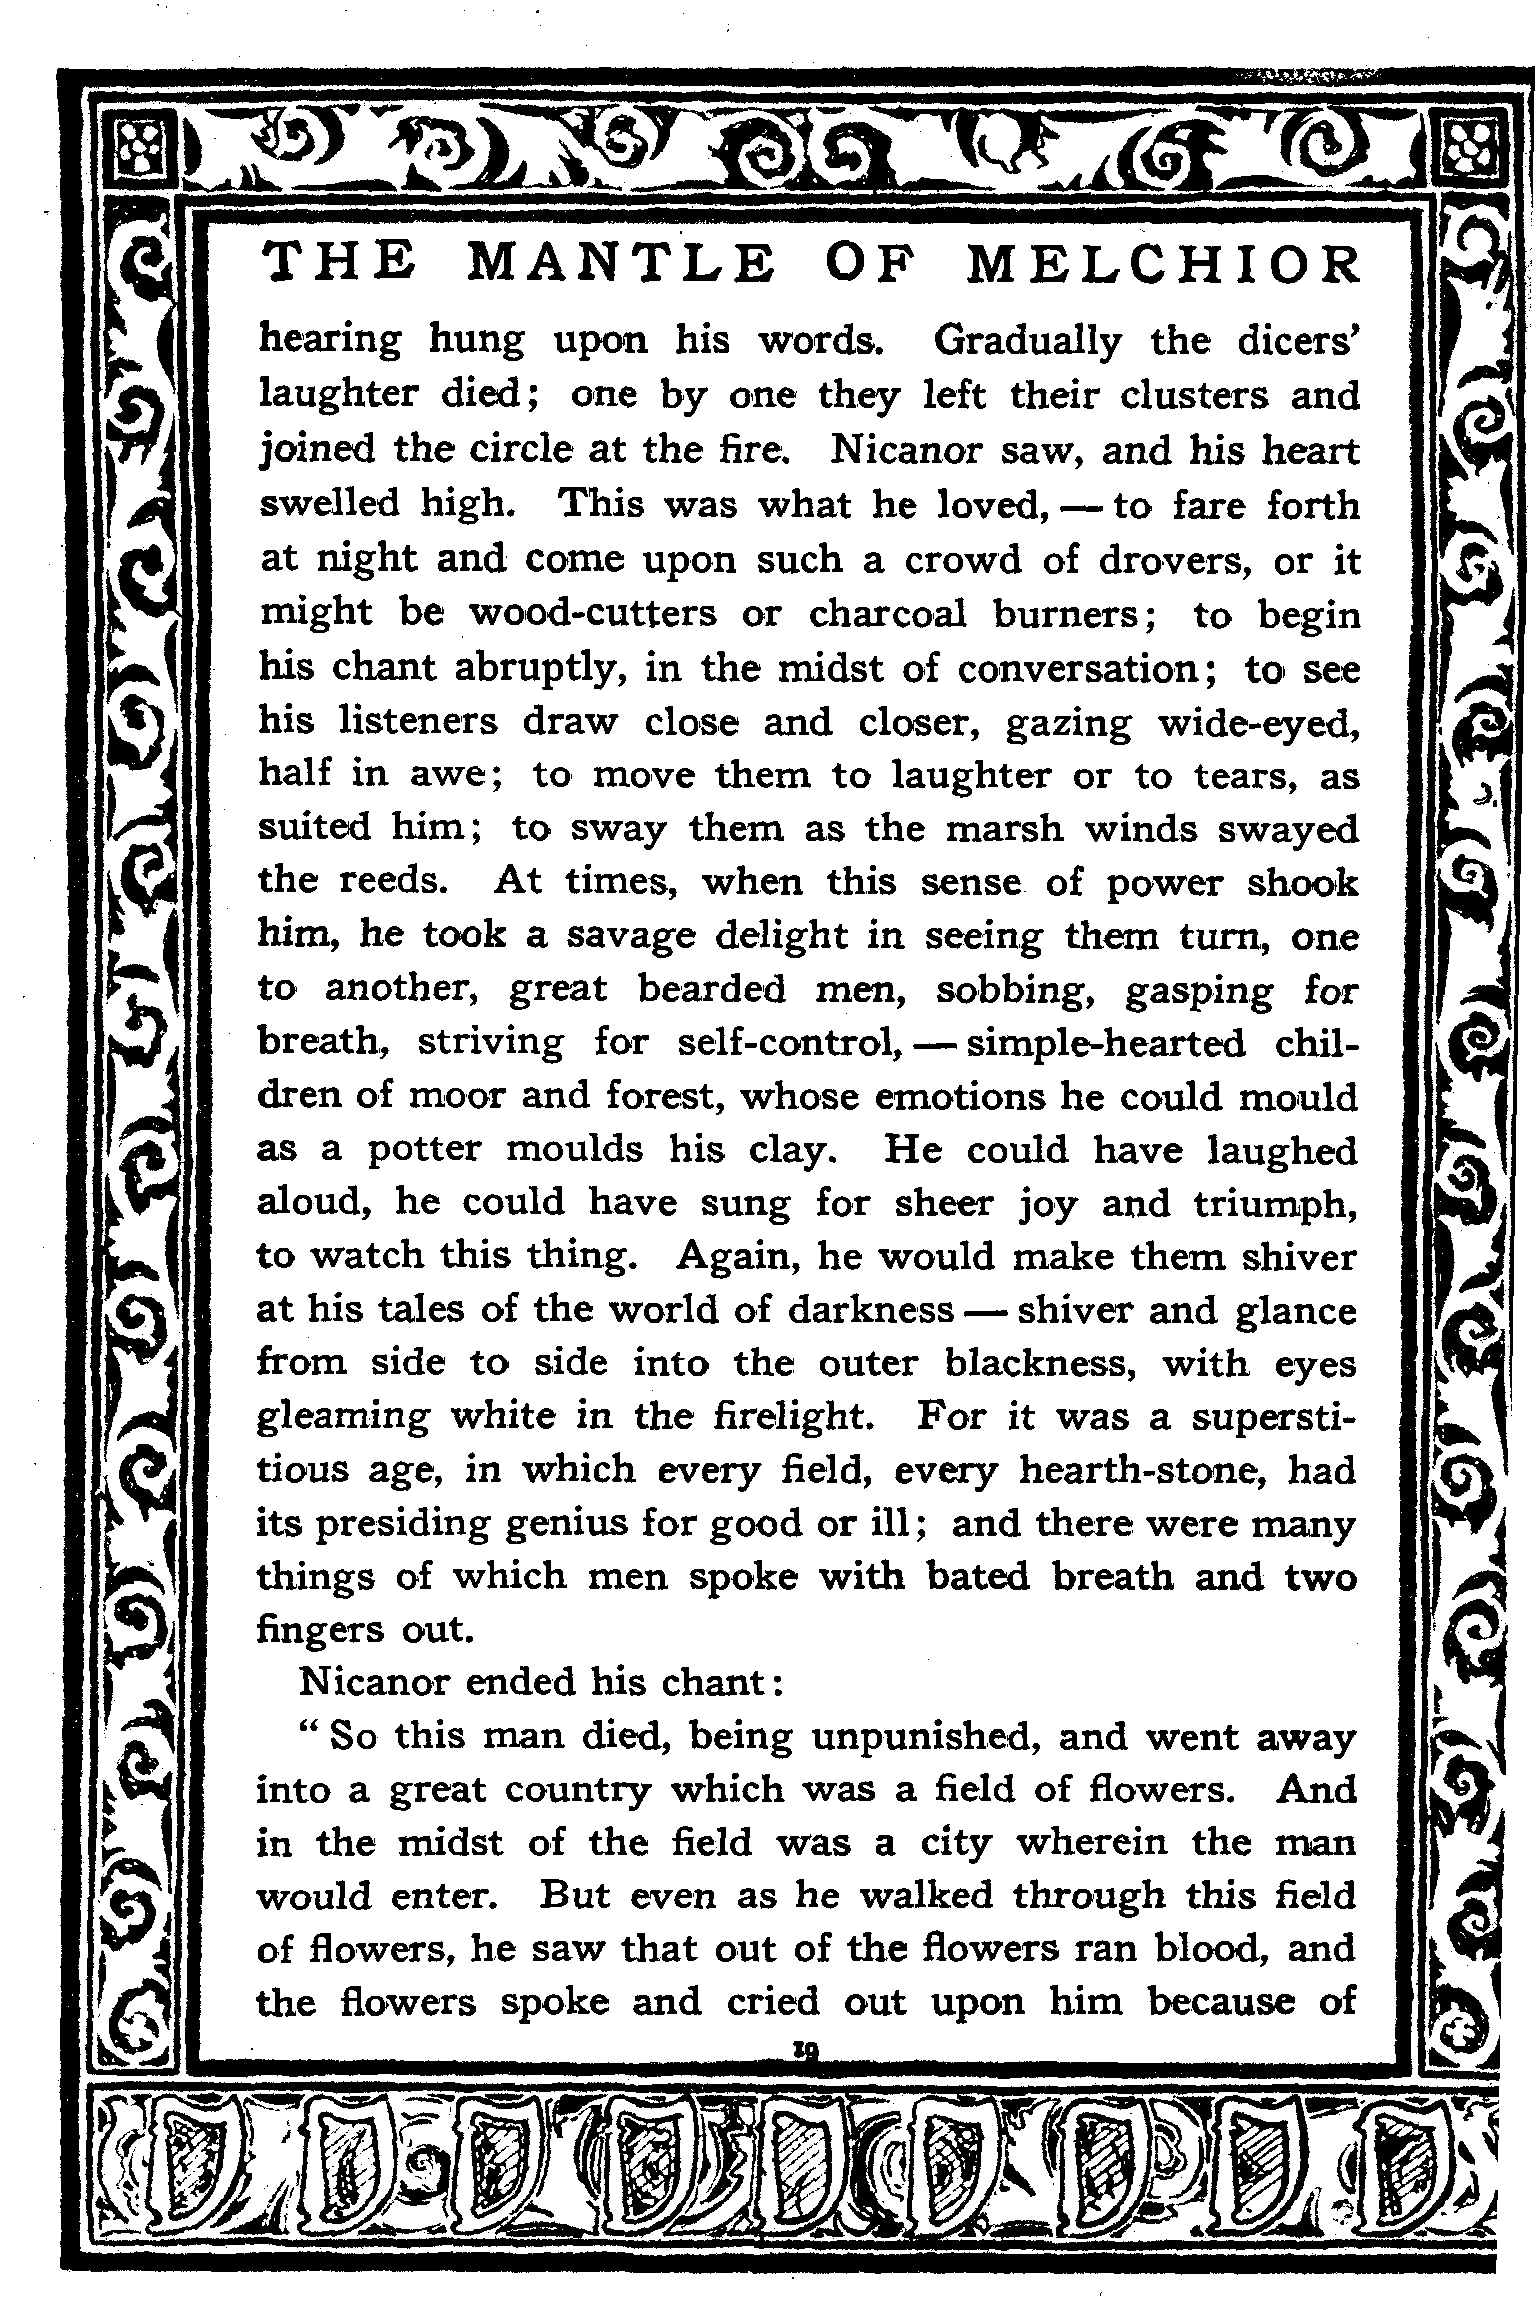 THE MANTLE OF MELCHIOR
hearing hung upon his words. Gradually the dicers’
laughter died; one by one they left their clusters and
joined the circle at the fire. Nicanor saw, and his heart
swelled high. This was what he loved, — to fare forth
at night and come upon such a crowd of drovers, or it
might be wood-cutters or charcoal burners; to begin
his chant abruptly, in the midst of conversation; to see
his listeners draw close and closer, gazing wide-eyed,
half in awe; to move them to laughter or to tears, as
suited him; to sway them as the marsh winds swayed
the reeds. At times, when this sense of power shook
him, he took a savage delight in seeing them turn, one
to another, great bearded men, sobbing, gasping for
breath, striving for self-control, — simple-hearted chil-
dren of moor and forest, whose emotions he could mould
as a potter moulds his clay. He could have laughed
aloud, he could have sung for sheer joy and triumph,
to watch this thing. Again, he would make them shiver
at his tales of the world of darkness — shiver and glance
from side to side into the outer blackness, with eyes
gleaming white in the firelight. For it was a supersti-
tious age, in which every field, every hearth-stone, had
its presiding genius for good or ill; and there were many
things of which men spoke with bated breath and two
fingers out.
Nicanor ended his chant:
“ So this man died, being unpunished, and went away
into a great country which was a field of flowers. And
in the midst of the field was a city wherein the man
would enter. But even as he walked through this field
of flowers, he saw that out of the flowers ran blood, and
the flowers spoke and cried out upon him because of
19